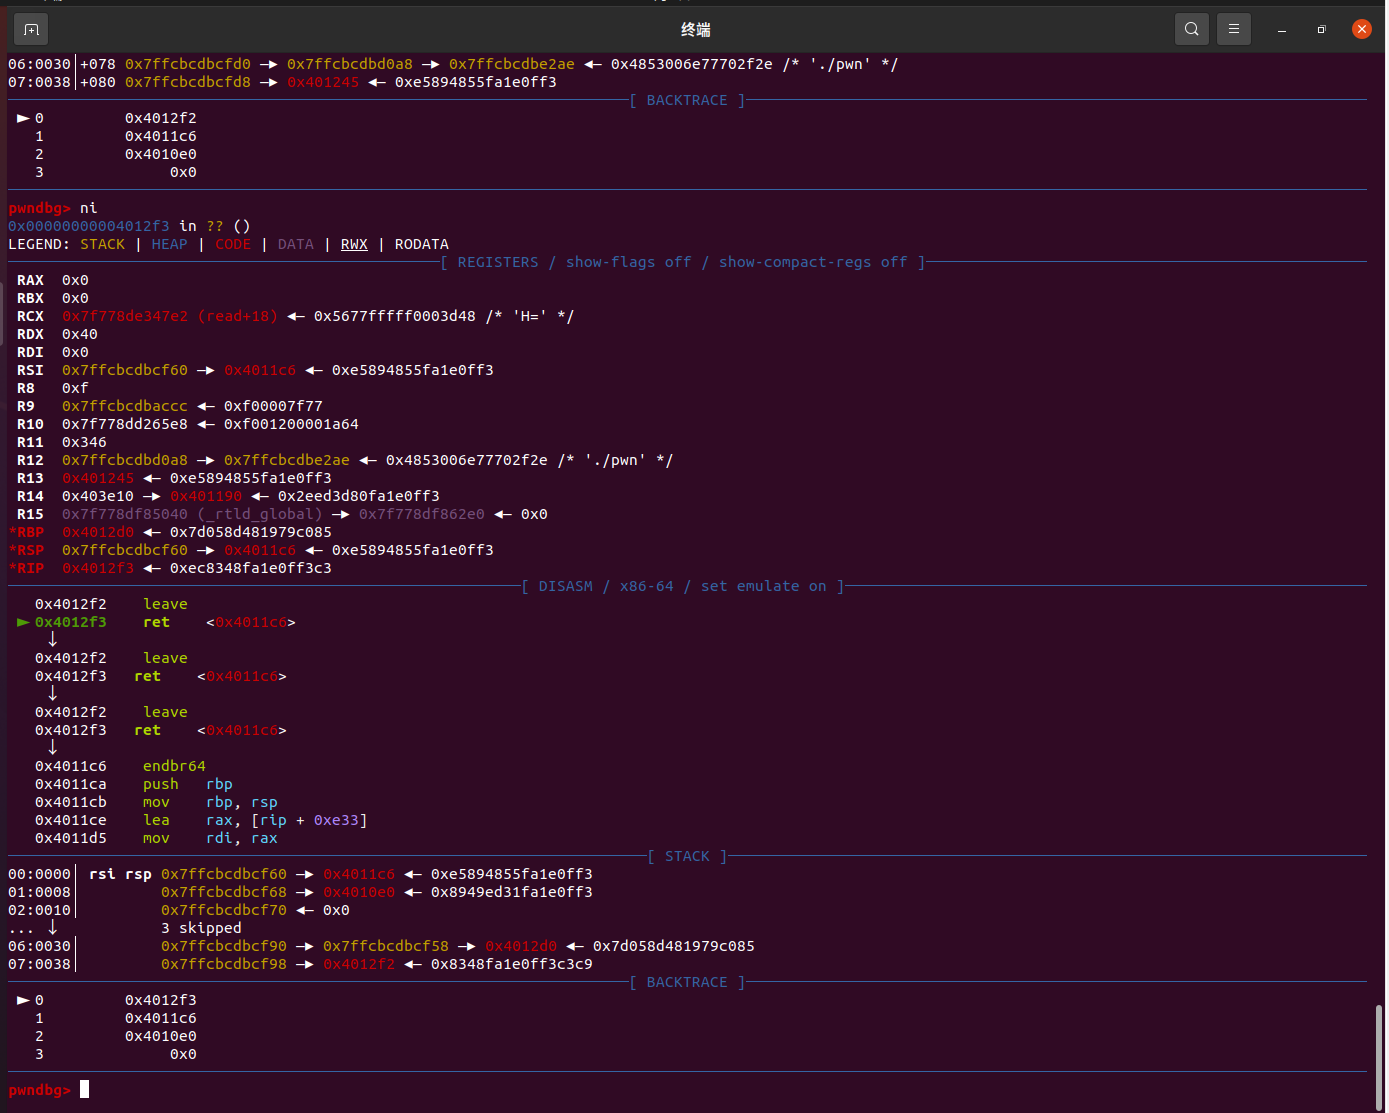 终端
06:0030│+078 0x7ffcbcdbcfd0 —▸ 0x7ffcbcdbd0a8 —▸ 0x7ffcbcdbe2ae ◂— 0x4853006e77702f2e /* './pwn' */
07:0038│+080 0x7ffcbcdbcfd8 —▸ 0x401245 ◂— 0xe5894855fa1e0ff3
[ BACKTRACE ]
► 0 0x4012f2
1 0x4011c6
2 0x4010e0
3 0x0
pwndbg> ni
0x00000000004012f3 in ?? ()
LEGEND: STACK | HEAP | CODE | DATA | RWX | RODATA
[ REGISTERS / show-flags off / show-compact-regs off ]
RAX 0x0
RBX 0x0
RCX 0x7f778de347e2 (read+18) ◂— 0x5677fffff0003d48 /* 'H=' */
RDX 0x40
RDI 0x0
RSI 0x7ffcbcdbcf60 —▸ 0x4011c6 ◂— 0xe5894855fa1e0ff3
R8 0xf
R9 0x7ffcbcdbaccc ◂— 0xf00007f77
R10 0x7f778dd265e8 ◂— 0xf001200001a64
R11 0x346
R12 0x7ffcbcdbd0a8 —▸ 0x7ffcbcdbe2ae ◂— 0x4853006e77702f2e /* './pwn' */
R13 0x401245 ◂— 0xe5894855fa1e0ff3
R14 0x403e10 —▸ 0x401190 ◂— 0x2eed3d80fa1e0ff3
R15 0x7f778df85040 (_rtld_global) —▸ 0x7f778df862e0 ◂— 0x0
*RBP 0x4012d0 ◂— 0x7d058d481979c085
*RSP 0x7ffcbcdbcf60 —▸ 0x4011c6 ◂— 0xe5894855fa1e0ff3
*RIP 0x4012f3 ◂— 0xec8348fa1e0ff3c3
[ DISASM / x86-64 / set emulate on ]
0x4012f2 leave
► 0x4012f3 ret <0x4011c6>
↓
0x4012f2 leave
0x4012f3 ret <0x4011c6>
↓
0x4012f2 leave
0x4012f3 ret <0x4011c6>
↓
0x4011c6 endbr64
0x4011ca push rbp
0x4011cb mov rbp, rsp
0x4011ce lea rax, [rip + 0xe33]
0x4011d5 mov rdi, rax
[ STACK ]
00:0000│ rsi rsp 0x7ffcbcdbcf60 —▸ 0x4011c6 ◂— 0xe5894855fa1e0ff3
01:0008│ 0x7ffcbcdbcf68 —▸ 0x4010e0 ◂— 0x8949ed31fa1e0ff3
02:0010│ 0x7ffcbcdbcf70 ◂— 0x0
... ↓ 3 skipped
06:0030│ 0x7ffcbcdbcf90 —▸ 0x7ffcbcdbcf58 —▸ 0x4012d0 ◂— 0x7d058d481979c085
07:0038│ 0x7ffcbcdbcf98 —▸ 0x4012f2 ◂— 0x8348fa1e0ff3c3c9
[ BACKTRACE ]
► 0 0x4012f3
1 0x4011c6
2 0x4010e0
3 0x0
pwndbg>